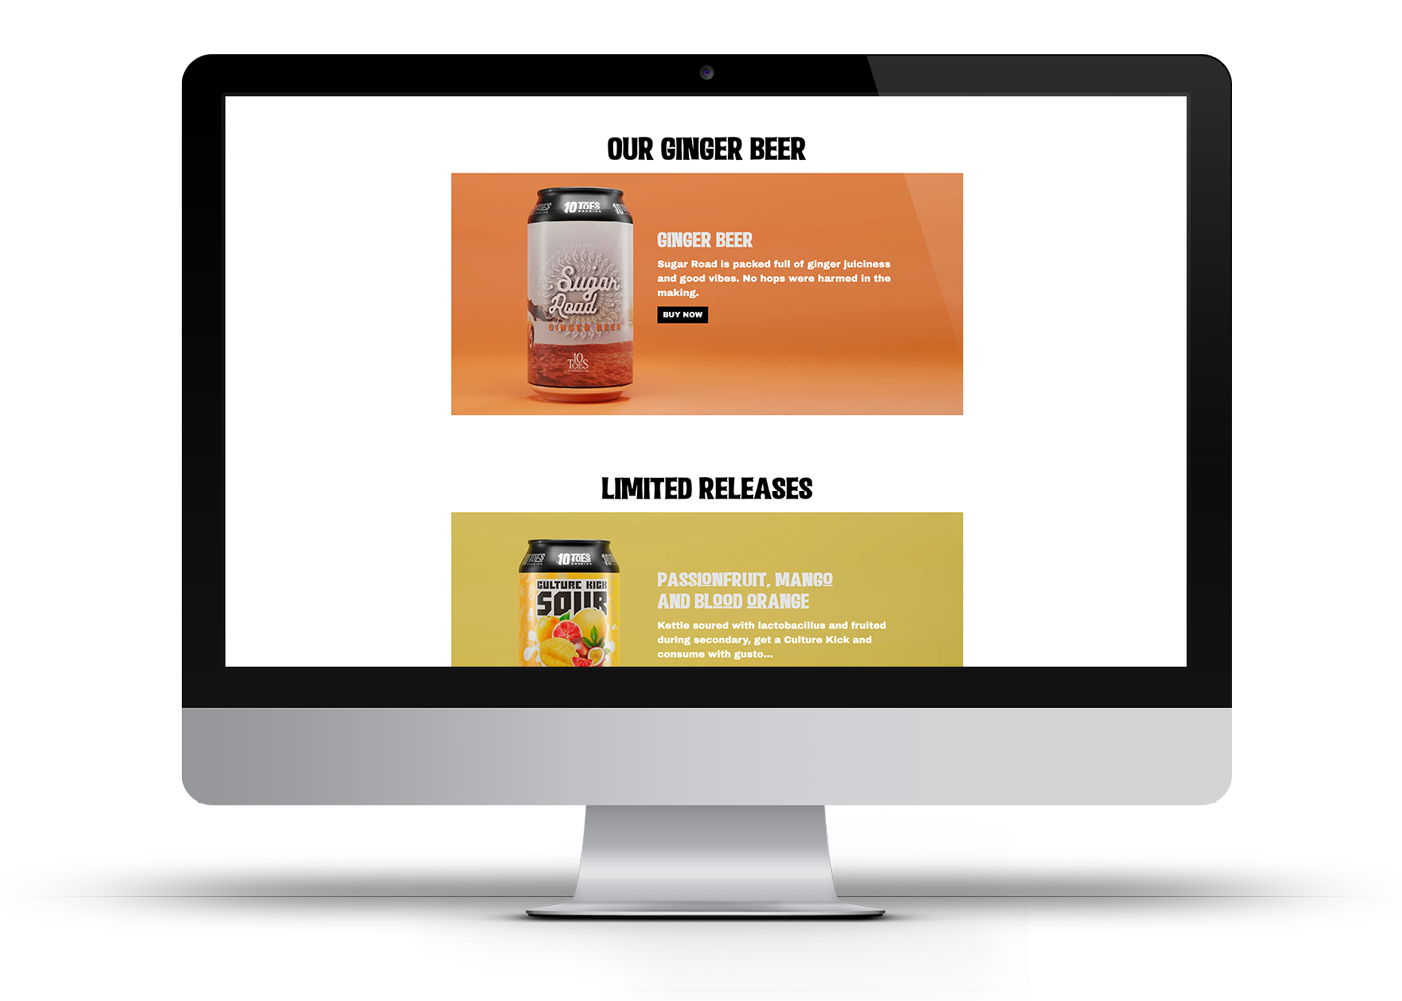 OUR GINGER BEER
10 TOES
BREWING
Sugar
Road
GINGER BEER
10
TOES
GINGER BEER
Sugar Road is packed full of ginger juiciness
and good vibes. No hops were harmed in the
making.
BUY NOW
LIMITED RELEASES
10 TOES
BREWING
CULTURE KICK
SOUR
PASSIONFRUIT, MANGO
AND BLOOD ORANGE
Kettle soured with lactobacillus and fruited
during secondary, get a Culture Kick and
consume with gusto...